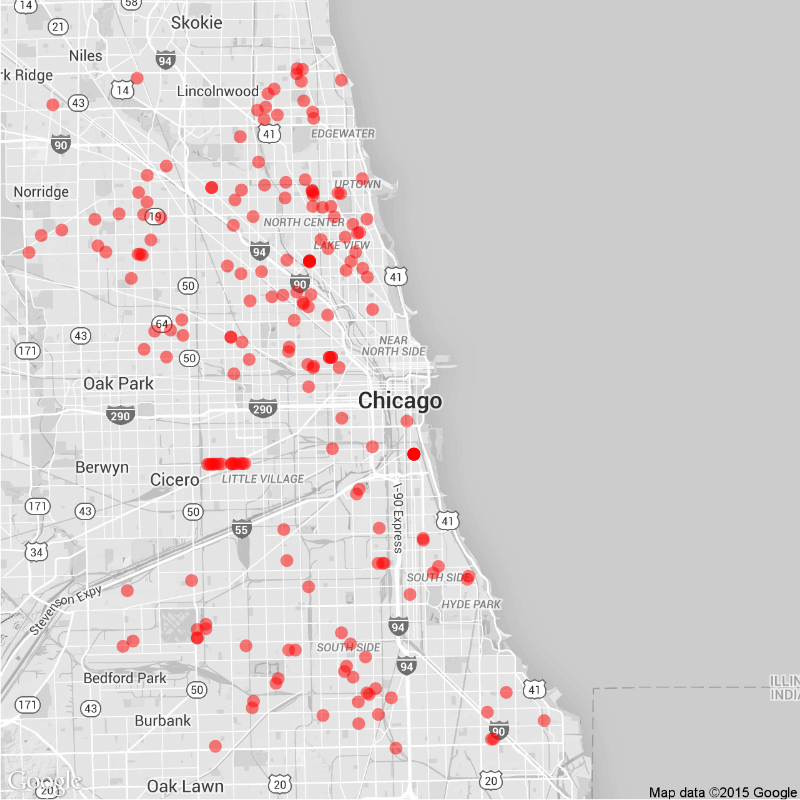 14
58
Skokie
21
Niles
94
rk Ridge
14
Lincolnwood
43
41
EDGEWATER
90
Norridge
UPTOWN
19
NORTH CENTER
94
LAKE VIEW
41
90
50
64
43
NEAR
NORTH SIDE
171
50
Oak Park
Chicago
290
290
Berwyn
Cicero
LITTLE VILLAGE
171
43
50
I-90 Express
41
55
34
SOUTH SIDE
Stevenson Expy
HYDE PARK
94
SOUTH SIDE
94
Bedford Park
ILLIN
INDI
50
41
171
43
Burbank
90
Google
20
Oak Lawn
20
20
Map data ©2015 Google